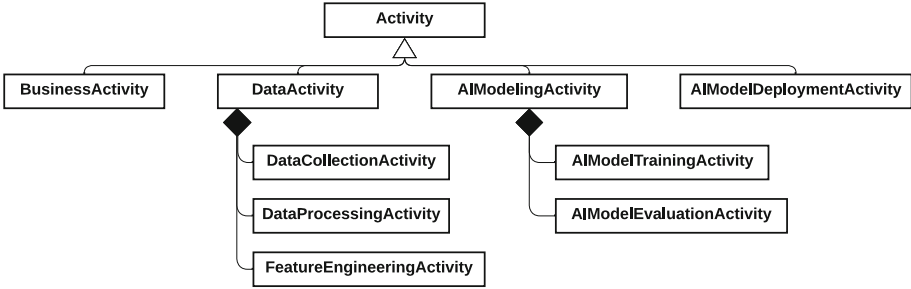 Activity
BusinessActivity
DataActivity
AIModelingActivity
AIModelDeploymentActivity
DataCollectionActivity
AIModelTrainingActivity
DataProcessingActivity
AIModelEvaluationActivity
FeatureEngineeringActivity